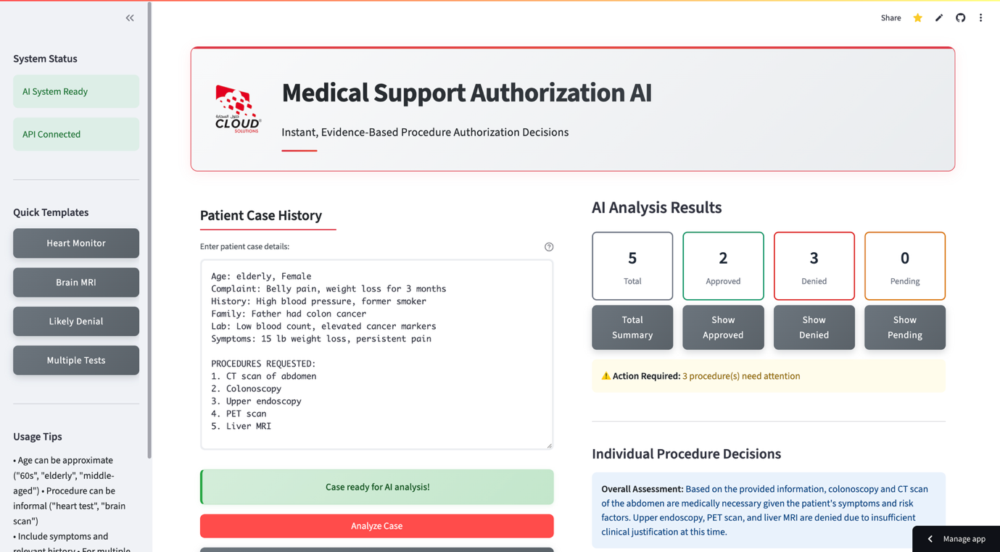 System Status
AI System Ready
API Connected
Quick Templates
Heart Monitor
Brain MRI
Likely Denial
Multiple Tests
Usage Tips
• Age can be approximate
("60s", "elderly", "middle-
aged") • Procedure can be
informal ("heart test", "brain
scan")
• Include symptoms and
relevant history • For multiple
Share
حلول السحابة
CLOUD
SOLUTIONS
Medical Support Authorization AI
Instant, Evidence-Based Procedure Authorization Decisions
Patient Case History
Enter patient case details:
Age: elderly, Female
Complaint: Belly pain, weight loss for 3 months
History: High blood pressure, former smoker
Family: Father had colon cancer
Lab: Low blood count, elevated cancer markers
Symptoms: 15 lb weight loss, persistent pain
PROCEDURES REQUESTED:
1. CT scan of abdomen
2. Colonoscopy
3. Upper endoscopy
4. PET scan
5. Liver MRI
Case ready for AI analysis!
Analyze Case
AI Analysis Results
5
Total
2
Approved
3
Denied
0
Pending
Total
Summary
Show
Approved
Show
Denied
Show
Pending
Action Required: 3 procedure(s) need attention
Individual Procedure Decisions
Overall Assessment: Based on the provided information, colonoscopy and CT scan
of the abdomen are medically necessary given the patient's symptoms and risk
factors. Upper endoscopy, PET scan, and liver MRI are denied due to insufficient
clinical justification at this time.
Manage app